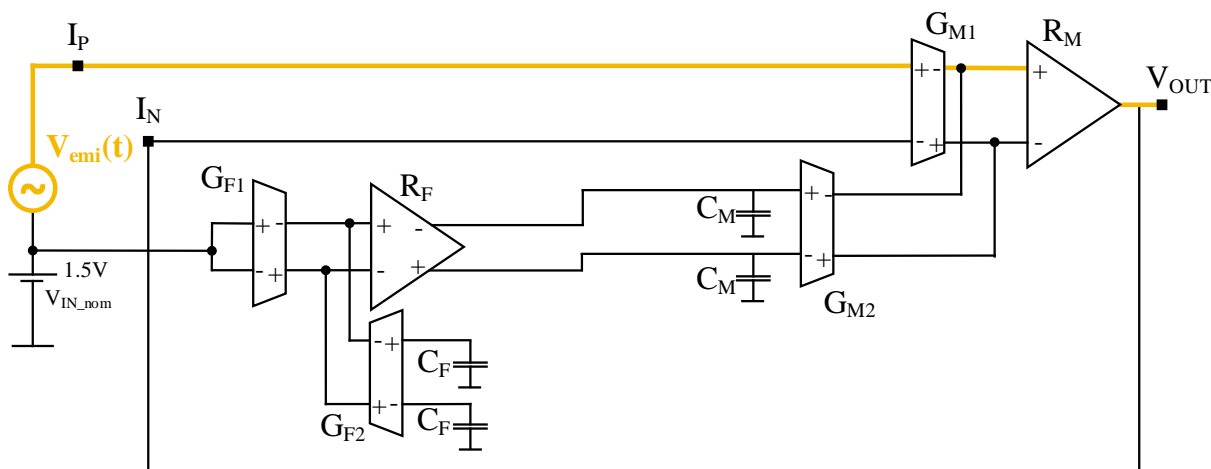 G_M1
R_M
I_P
+
-
+
V_OUT
I_N
V_emi(t)
-
+
-
G_F1
R_F
+
-
+
-
C_M
+
-
1.5V
V_IN_nom
-
+
-
+
C_M
-
+
G_M2
-
+
C_F
+
-
C_F
G_F2